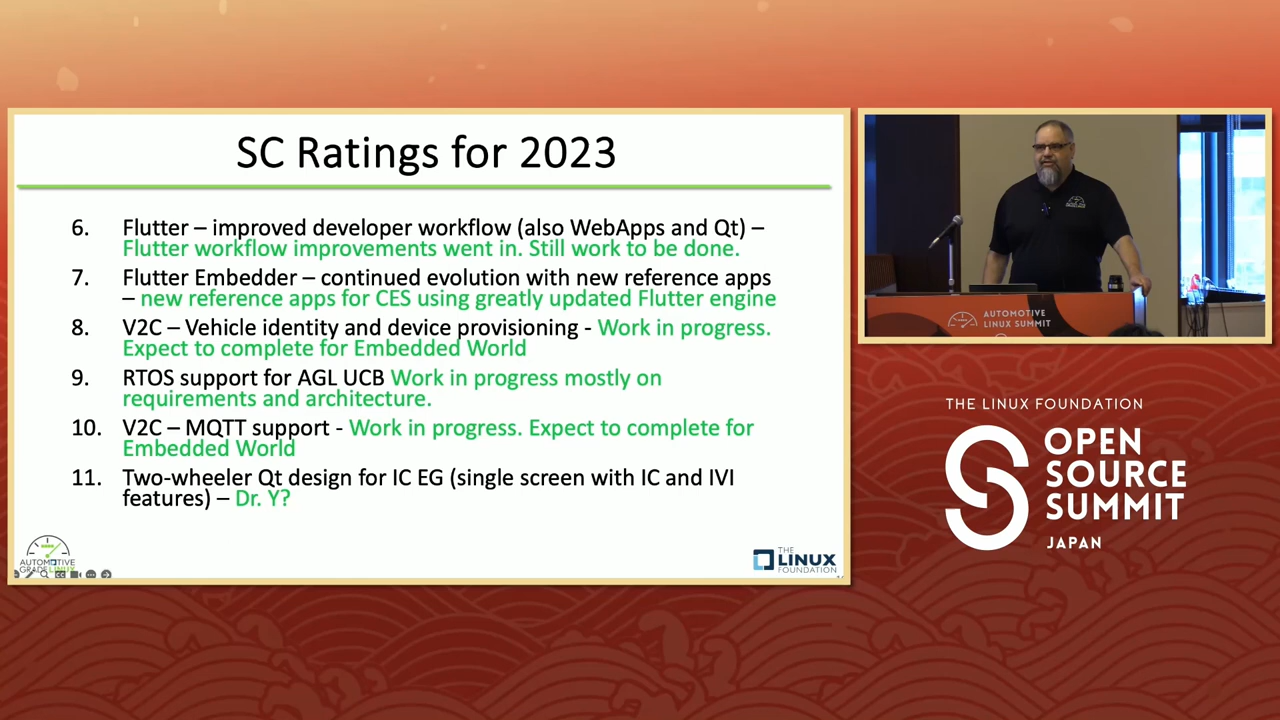 SC Ratings for 2023
6. Flutter – improved developer workflow (also WebApps and Qt) –
Flutter workflow improvements went in. Still work to be done.
7. Flutter Embedder – continued evolution with new reference apps
– new reference apps for CES using greatly updated Flutter engine
8. V2C – Vehicle identity and device provisioning - Work in progress.
Expect to complete for Embedded World
9. RTOS support for AGL UCB Work in progress mostly on
requirements and architecture.
10. V2C – MQTT support - Work in progress. Expect to complete for
Embedded World
11. Two-wheeler Qt design for IC EG (single screen with IC and IVI
features) – Dr. Y?
AUTOMOTIVE
GRADE LINUX
THE
LINUX
FOUNDATION
AUTOMOTIVE
LINUX SUMMIT
THE LINUX FOUNDATION
OPEN
SOURCE
SUMMIT
JAPAN